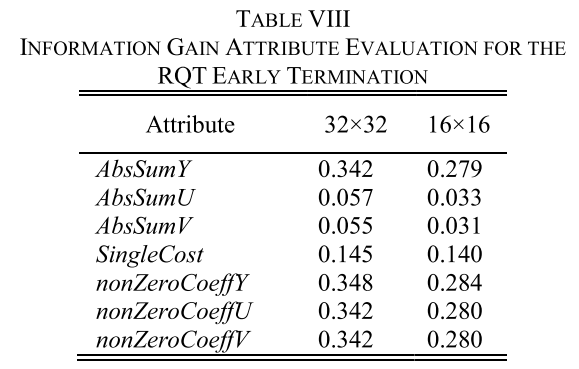 TABLE VIII
INFORMATION GAIN ATTRIBUTE EVALUATION FOR THE
RQT EARLY TERMINATION
Attribute 32×32 16×16
AbsSumY 0.342 0.279
AbsSumU 0.057 0.033
AbsSumV 0.055 0.031
SingleCost 0.145 0.140
nonZeroCoeffY 0.348 0.284
nonZeroCoeffU 0.342 0.280
nonZeroCoeffV 0.342 0.280